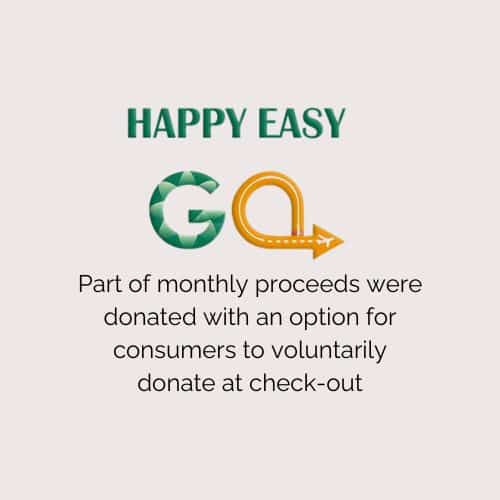 HAPPY EASY
GO
Part of monthly proceeds were
donated with an option for
consumers to voluntarily
donate at check-out